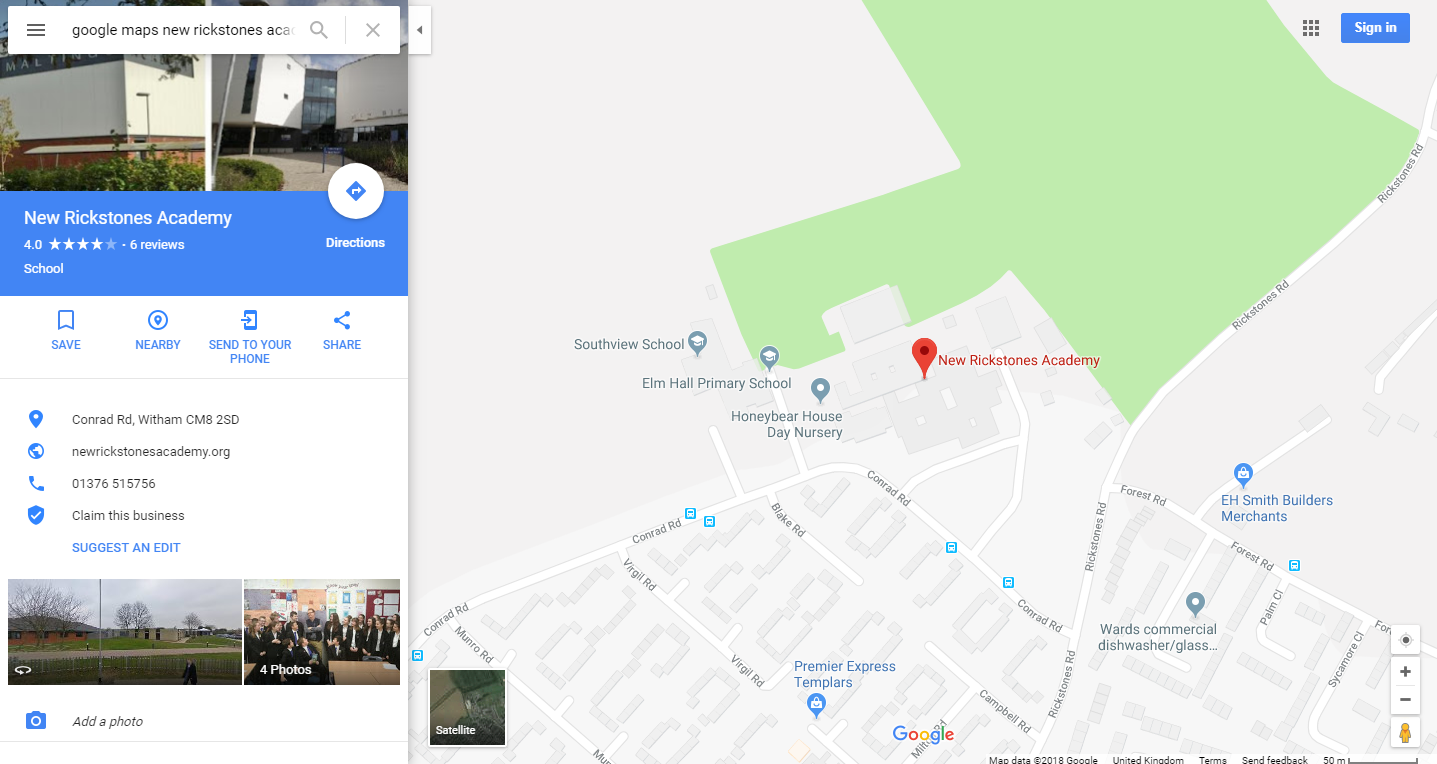 google maps new rickstones aca
MALTINGS
New Rickstones Academy
4.0 ★★★★★ · 6 reviews
School
Directions
SAVE
NEARBY
SEND TO YOUR
PHONE
SHARE
Conrad Rd, Witham CM8 2SD
newrickstonesacademy.org
01376 515756
Claim this business
SUGGEST AN EDIT
4 Photos
Add a photo
Sign in
Rickstones Rd
Rickstones Rd
Southview School
Elm Hall Primary School
New Rickstones Academy
Honeybear House
Day Nursery
EH Smith Builders
Merchants
Conrad Rd
Forest Rd
Blake Rd
Conrad Rd
Rickstones Rd
Forest Rd
Virgil Rd
Palm Cl
Conrad Rd
Conrad Rd
Munro Rd
Wards commercial
dishwasher/glass...
Sycamore Cl
Virgil Rd
Premier Express
Templars
Rickstones Rd
Campbell Rd
Satellite
Google
Map data ©2018 Google United Kingdom Terms Send feedback 50 m